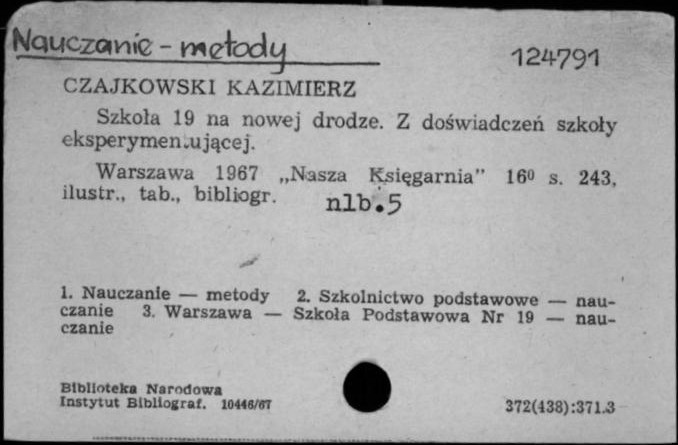 Nauczanie - metody
124791
CZAJKOWSKI KAZIMIERZ
Szkoła 19 na nowej drodze. Z doświadczeń szkoły
eksperymentującej.
Warszawa 1967 „Nasza Księgarnia” 16⁰ s. 243,
ilustr., tab., bibliogr.
nlb. 5
1. Nauczanie — metody 2. Szkolnictwo podstawowe — nau-
czanie 3. Warszawa — Szkoła Podstawowa Nr 19 — nau-
czanie
Biblioteka Narodowa
Instytut Bibliograf. 10446/67
372(438):371.3